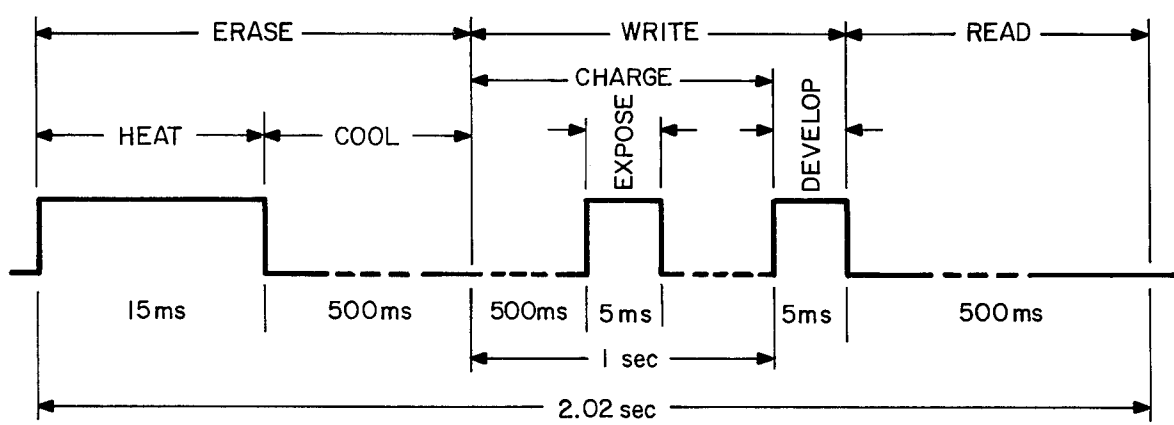 ERASE WRITE READ
CHARGE
HEAT COOL EXPOSE DEVELOP
15ms 500ms 500ms 5ms 5ms 500ms
1 sec
2.02 sec